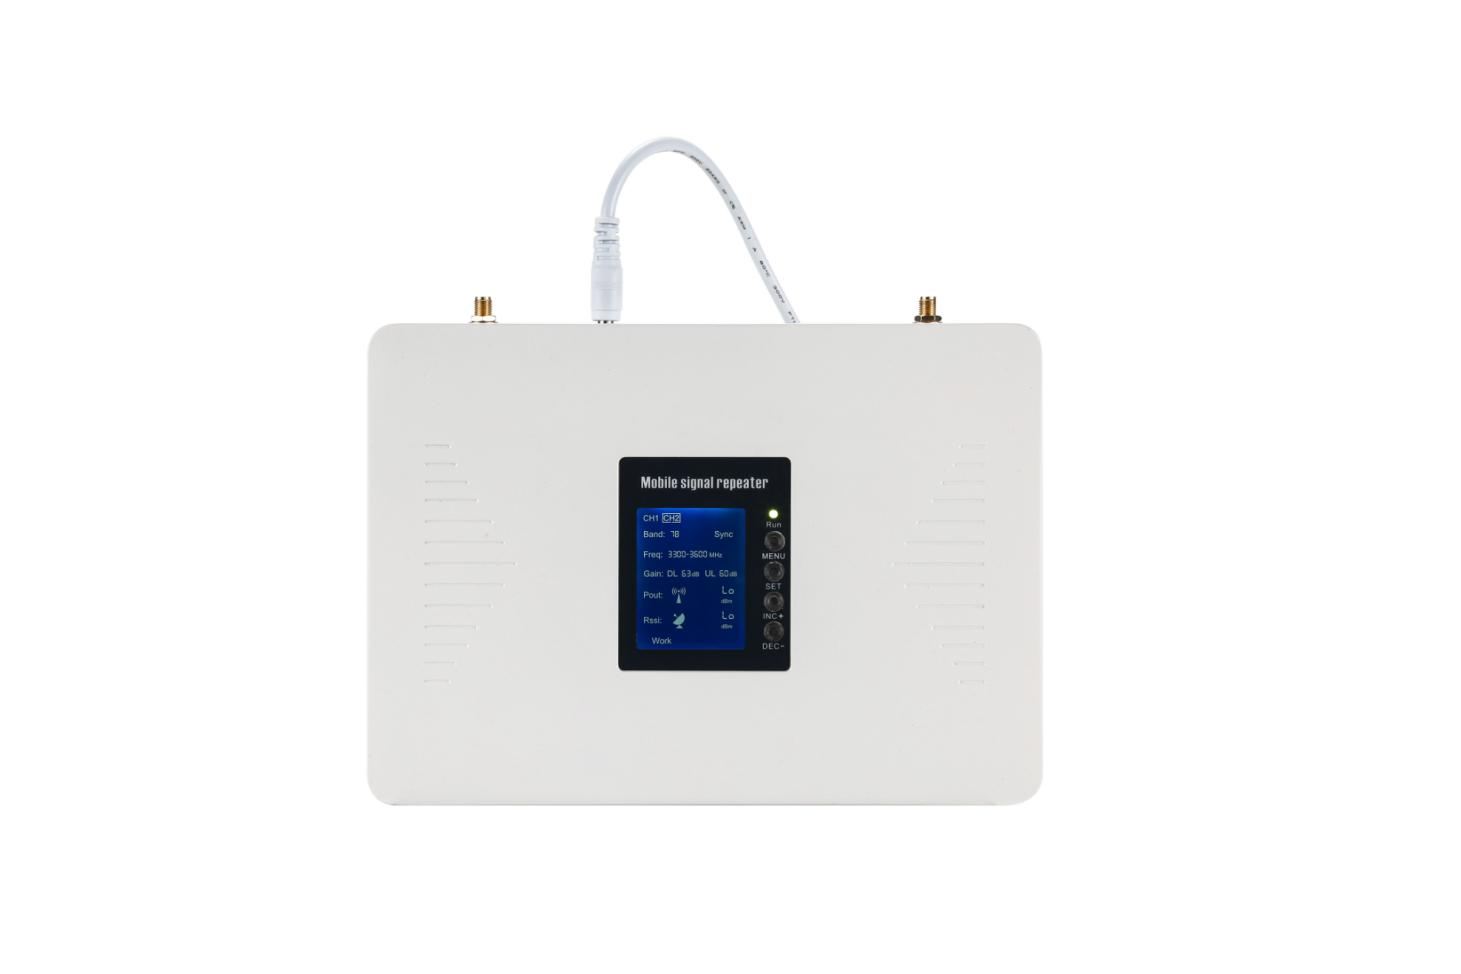 Mobile signal repeater
CH1 CH2
Band: 78 Sync
Freq: 3300-3600 MHz
Gain: DL 63dB UL 60dB
Pout: Lo dBm
Rssi: Lo dBm
Work
Run
MENU
SET
INC+
DEC-